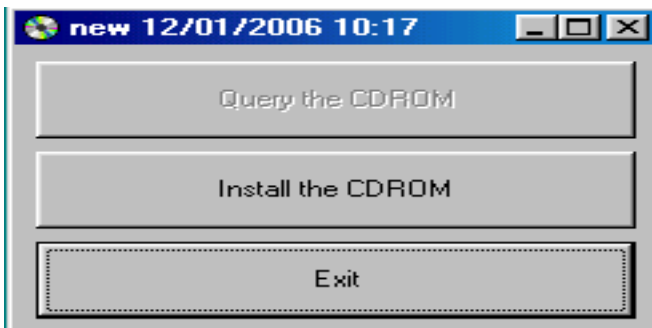 new 12/01/2006 10:17
Query the CDROM
Install the CDROM
Exit